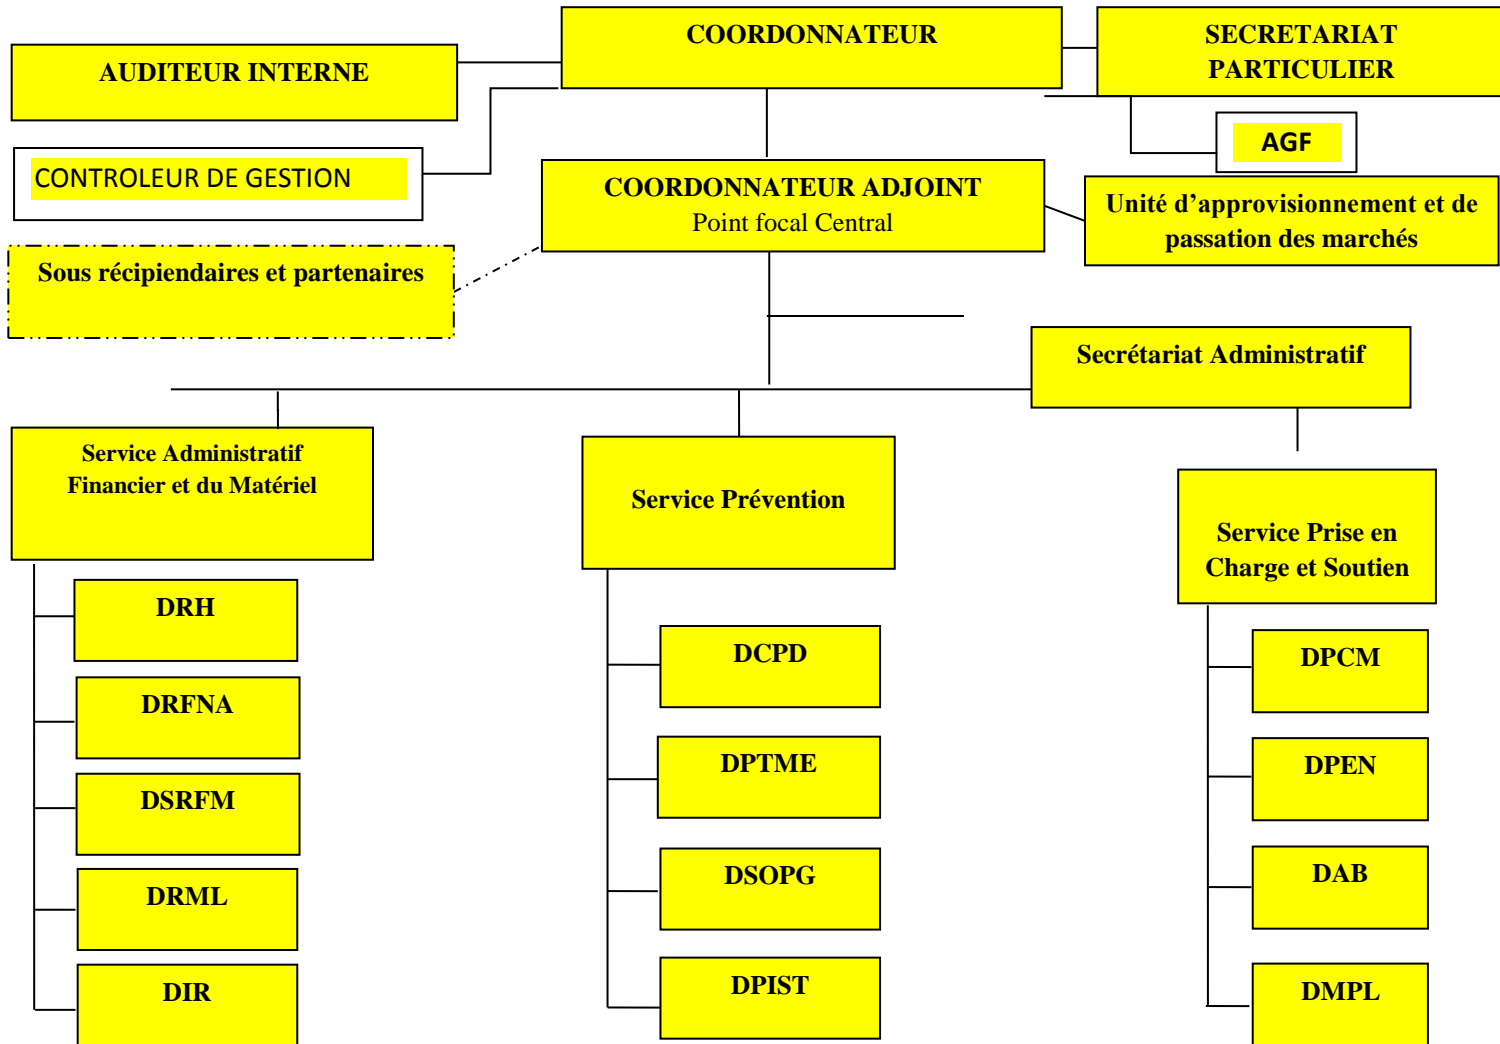 COORDONNATEUR
SECRETARIAT
PARTICULIER
AUDITEUR INTERNE
AGF
CONTROLEUR DE GESTION
COORDONNATEUR ADJOINT
Point focal Central
Unité d’approvisionnement et de
passation des marchés
Sous récipiendaires et partenaires
Secrétariat Administratif
Service Administratif
Financier et du Matériel
DRH
DRFNA
DSRFM
DRML
DIR
Service Prévention
DCPD
DPTME
DSOPG
DPIST
Service Prise en
Charge et Soutien
DPCM
DPEN
DAB
DMPL